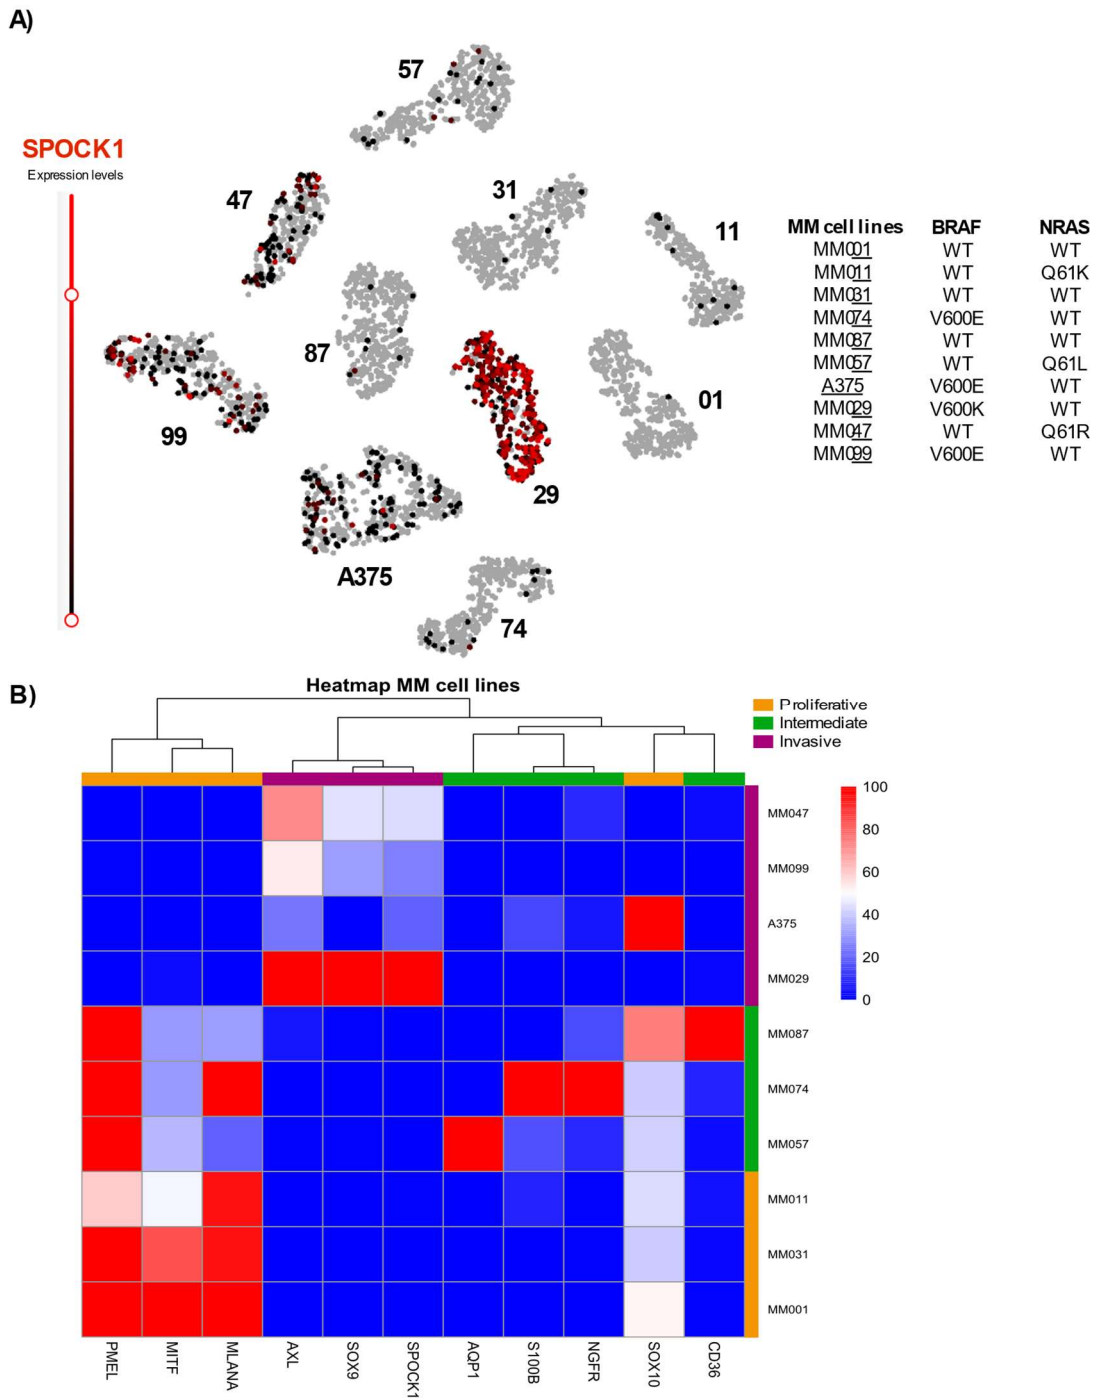 A)
57
SPOCK1
Expression levels
47
31
11
87
99
01
29
A375
74
MM cell lines BRAF NRAS
MM001 WT WT
MM011 WT Q61K
MM031 WT WT
MM074 V600E WT
MM087 WT WT
MM057 WT Q61L
A375 V600E WT
MM029 V600K WT
MM047 WT Q61R
MM099 V600E WT
B)
Heatmap MM cell lines
Proliferative
Intermediate
Invasive
100
80
60
40
20
0
MM047
MM099
A375
MM029
MM087
MM074
MM057
MM011
MM031
MM001
PMEL
MITF
MLANA
AXL
SOX9
SPOCK1
AQP1
S100B
NGFR
SOX10
CD36